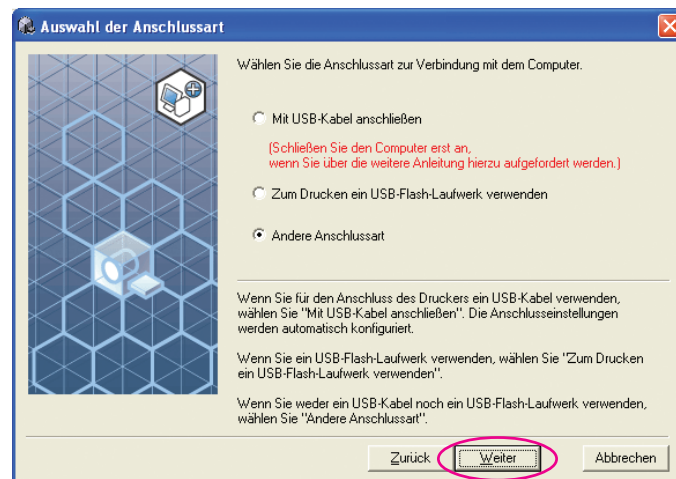 Auswahl der Anschlussart
Wählen Sie die Anschlussart zur Verbindung mit dem Computer.
Mit USB-Kabel anschließen
(Schließen Sie den Computer erst an,
wenn Sie über die weitere Anleitung hierzu aufgefordert werden.)
Zum Drucken ein USB-Flash-Laufwerk verwenden
Andere Anschlussart
Wenn Sie für den Anschluss des Druckers ein USB-Kabel verwenden,
wählen Sie "Mit USB-Kabel anschließen". Die Anschlusseinstellungen
werden automatisch konfiguriert.
Wenn Sie ein USB-Flash-Laufwerk verwenden, wählen Sie "Zum Drucken
ein USB-Flash-Laufwerk verwenden".
Wenn Sie weder ein USB-Kabel noch ein USB-Flash-Laufwerk verwenden,
wählen Sie "Andere Anschlussart".
Zurück Weiter Abbrechen